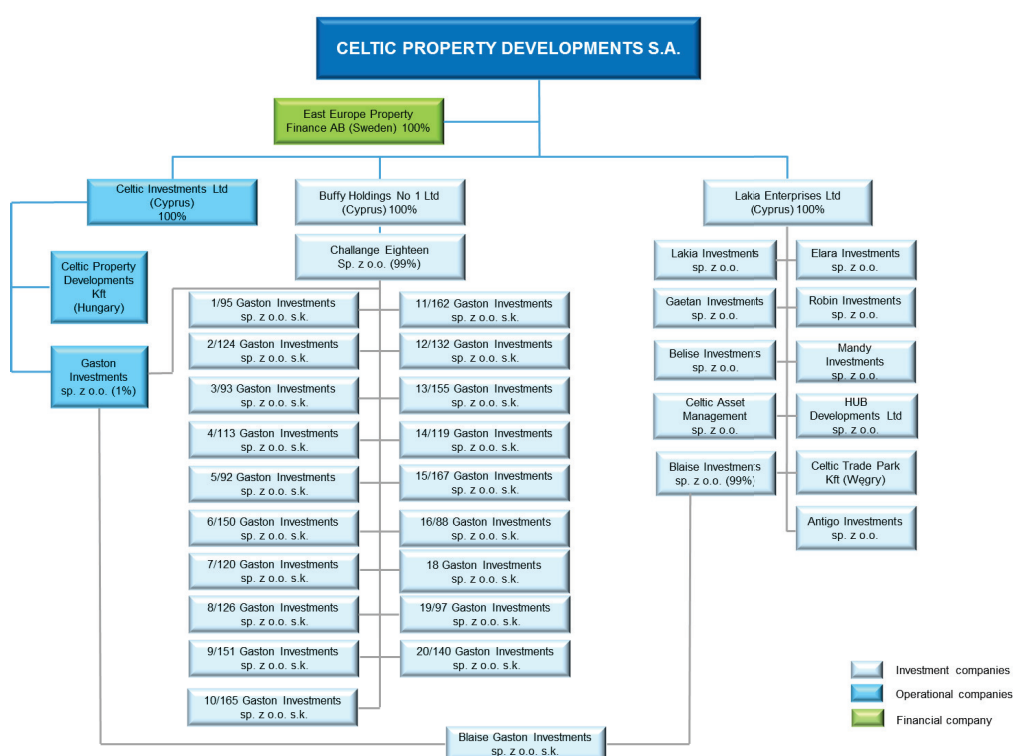 CELTIC PROPERTY DEVELOPMENTS S.A.
East Europe Property
Finance AB (Sweden) 100%
Celtic Investments Ltd
(Cyprus)
100%
Buffy Holdings No 1 Ltd
(Cyprus) 100%
Lakia Enterprises Ltd
(Cyprus) 100%
Challange Eighteen
Sp. z o.o. (99%)
Celtic Property
Developments
Kft
(Hungary)
Gaston
Investments
sp. z o.o. (1%)
1/95 Gaston Investments
sp. z o.o. s.k.
2/124 Gaston Investments
sp. z o.o. s.k.
3/93 Gaston Investments
sp. z o.o. s.k.
4/113 Gaston Investments
sp. z o.o. s.k.
5/92 Gaston Investments
sp. z o.o. s.k.
6/150 Gaston Investments
sp. z o.o. s.k.
7/120 Gaston Investments
sp. z o.o. s.k.
8/126 Gaston Investments
sp. z o.o. s.k.
9/151 Gaston Investments
sp. z o.o. s.k.
10/165 Gaston Investments
sp. z o.o. s.k.
11/162 Gaston Investments
sp. z o.o. s.k.
12/132 Gaston Investments
sp. z o.o. s.k.
13/155 Gaston Investments
sp. z o.o. s.k.
14/119 Gaston Investments
sp. z o.o. s.k.
15/167 Gaston Investments
sp. z o.o. s.k.
16/88 Gaston Investments
sp. z o.o. s.k.
18 Gaston Investments
sp. z o.o. s.k.
19/97 Gaston Investments
sp. z o.o. s.k.
20/140 Gaston Investments
sp. z o.o. s.k.
Lakia Investments
sp. z o.o.
Gaetan Investments
sp. z o.o.
Belise Investments
sp. z o.o.
Celtic Asset
Management
sp. z o.o.
Blaise Investments
sp. z o.o. (99%)
Elara Investments
sp. z o.o.
Robin Investments
sp. z o.o.
Mandy
Investments
sp. z o.o.
HUB
Developments Ltd
sp. z o.o.
Celtic Trade Park
Kft (Węgry)
Antigo Investments
sp. z o.o.
Blaise Gaston Investments
sp. z o.o. s.k.
Investment companies
Operational companies
Financial company